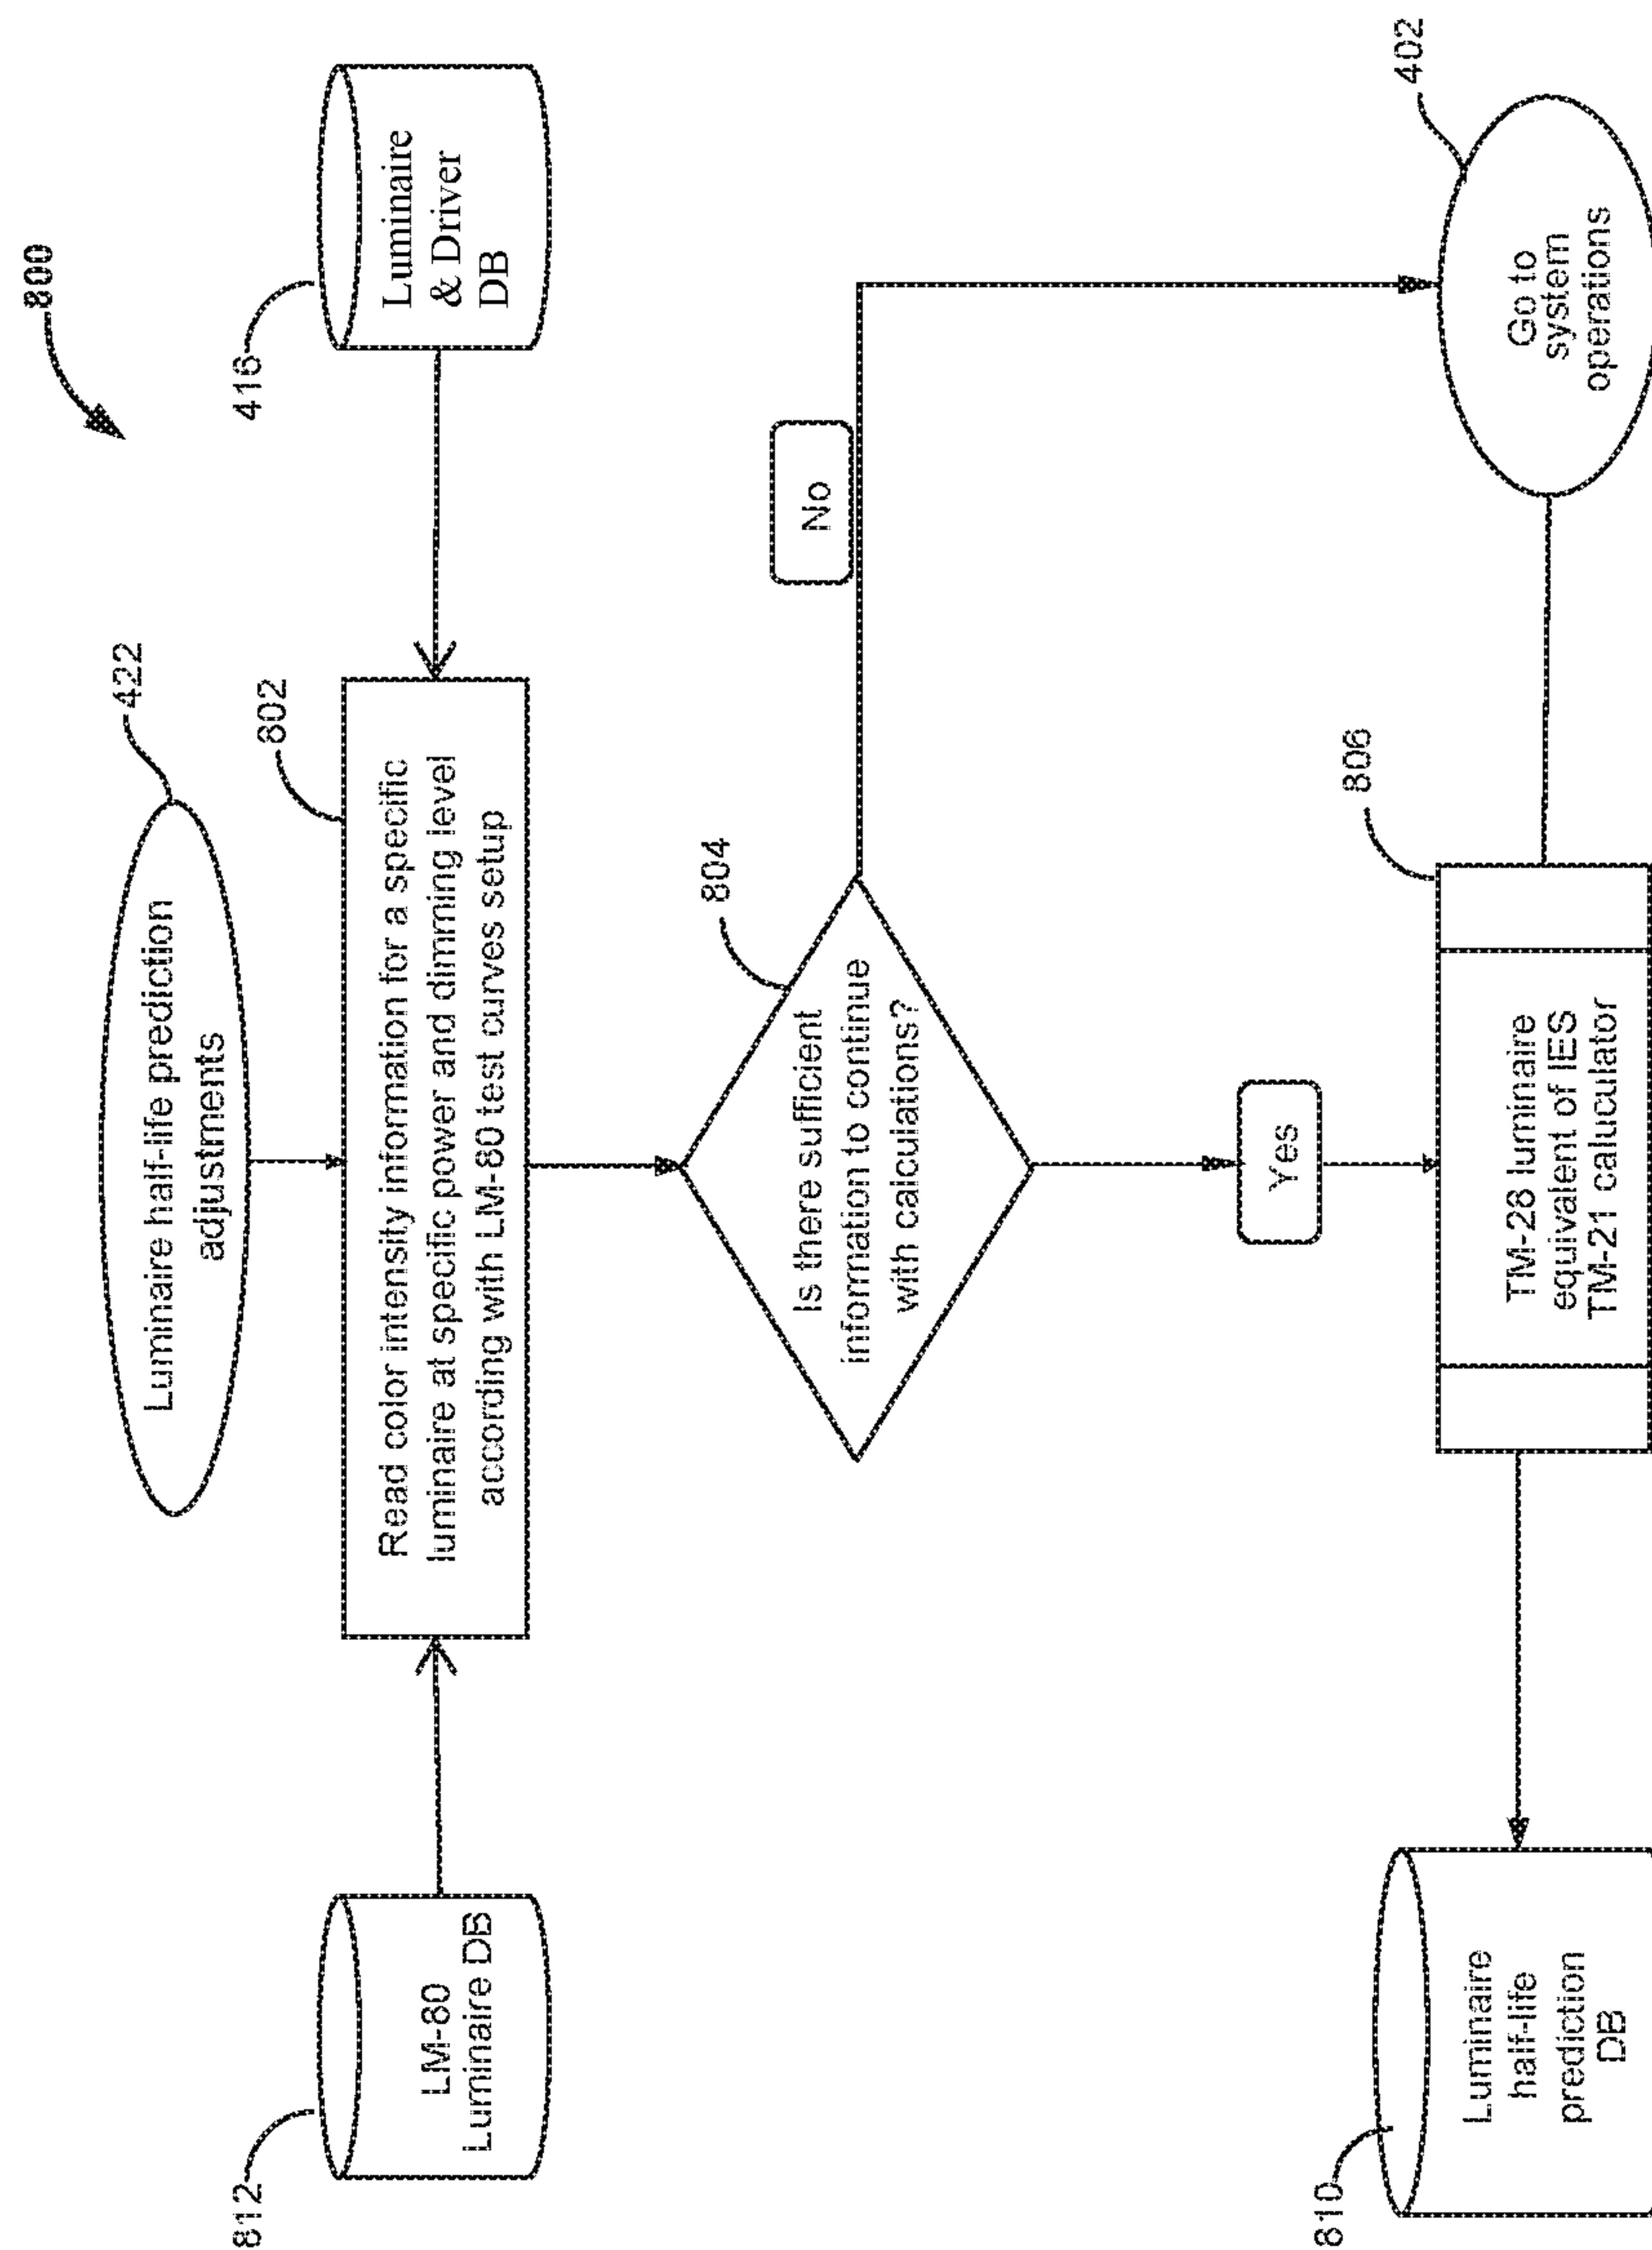 800
Luminaire half-life prediction
adjustments
422
812
LM-80
Luminaire DB
802
Read color intensity information for a specific
luminaire at specific power and dimming level
according with LM-80 test curves setup
416
Luminaire
& Driver
DB
804
Is there sufficient
information to continue
with calculations?
No
Yes
810
Luminaire
half-life
prediction
DB
806
TM-28 luminaire
equivalent of IES
TM-21 caluculator
402
Go to
system
operations